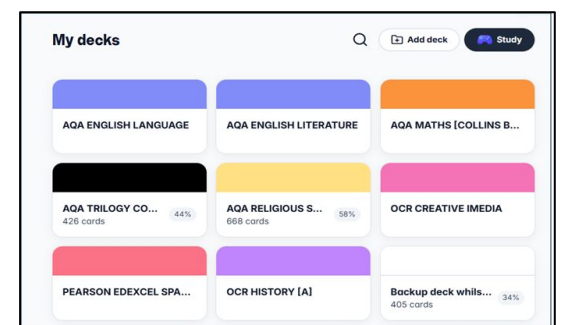 My decks
Add deck
Study
AQA ENGLISH LANGUAGE
AQA ENGLISH LITERATURE
AQA MATHS [COLLINS B...
AQA TRILOGY CO...
44%
426 cards
AQA RELIGIOUS S...
58%
668 cards
OCR CREATIVE IMEDIA
PEARSON EDEXCEL SPA...
OCR HISTORY [A]
Backup deck whils...
34%
405 cards